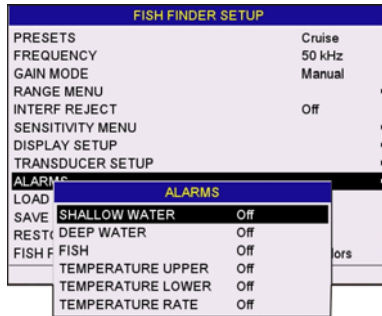 FISH FINDER SETUP
PRESETS Cruise
FREQUENCY 50 kHz
GAIN MODE Manual
RANGE MENU
INTERF REJECT Off
SENSITIVITY MENU
DISPLAY SETUP
TRANSDUCER SETUP
ALARMS
LOAD
SAVE
FISH
ALARMS
SHALLOW WATER Off
DEEP WATER Off
FISH Off
TEMPERATURE UPPER Off
TEMPERATURE LOWER Off
TEMPERATURE RATE Off